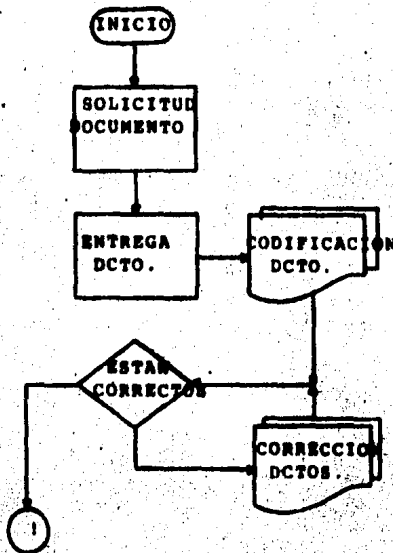 INICIO
SOLICITUD
DOCUMENTO
ENTREGA
DCTO.
CODIFICACION
DCTO.
ESTAN
CORRECTOS
CORRECCION
DCTOS.
1